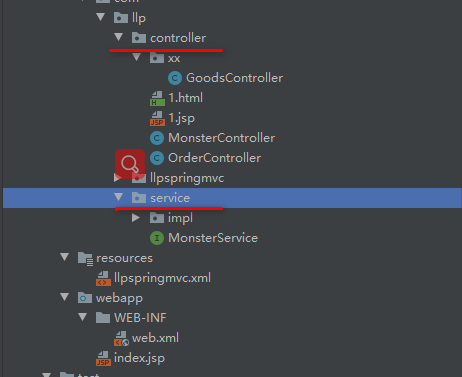 com
llp
controller
xx
GoodsController
1.html
1.jsp
MonsterController
OrderController
llpspringmvc
service
impl
MonsterService
resources
llpspringmvc.xml
webapp
WEB-INF
web.xml
index.jsp
test